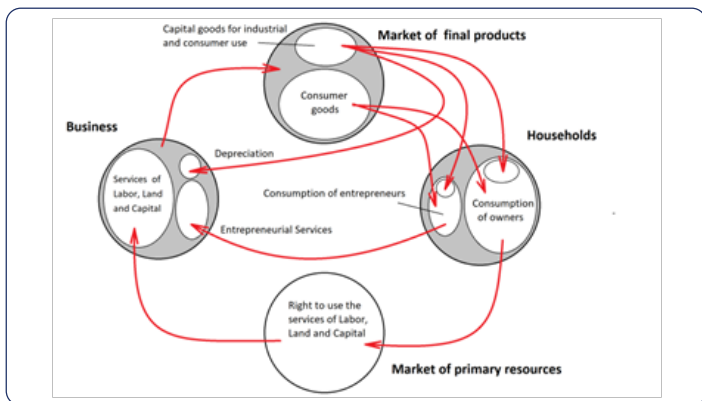 Capital goods for industrial
and consumer use
Market of final products
Consumer
goods
Business
Households
Depreciation
Services of
Labor, Land
and Capital
Consumption of entrepreneurs
Consumption
of owners
Entrepreneurial Services
Right to use the
services of Labor,
Land and Capital
Market of primary resources